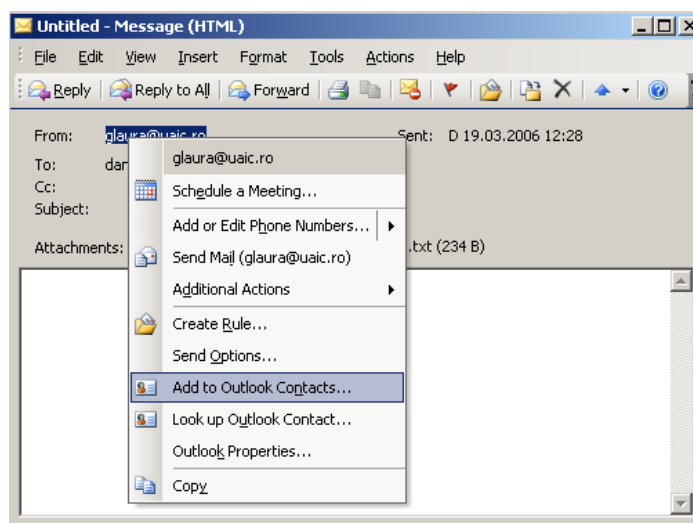 Untitled - Message (HTML)
File Edit View Insert Format Tools Actions Help
Reply Reply to All Forward
From: glaura@uaic.ro Sent: D 19.03.2006 12:28
To: dan
Cc:
Subject:
Attachments: .txt (234 B)
glaura@uaic.ro
Schedule a Meeting...
Add or Edit Phone Numbers...
Send Mail (glaura@uaic.ro)
Additional Actions
Create Rule...
Send Options...
Add to Outlook Contacts...
Look up Outlook Contact...
Outlook Properties...
Copy